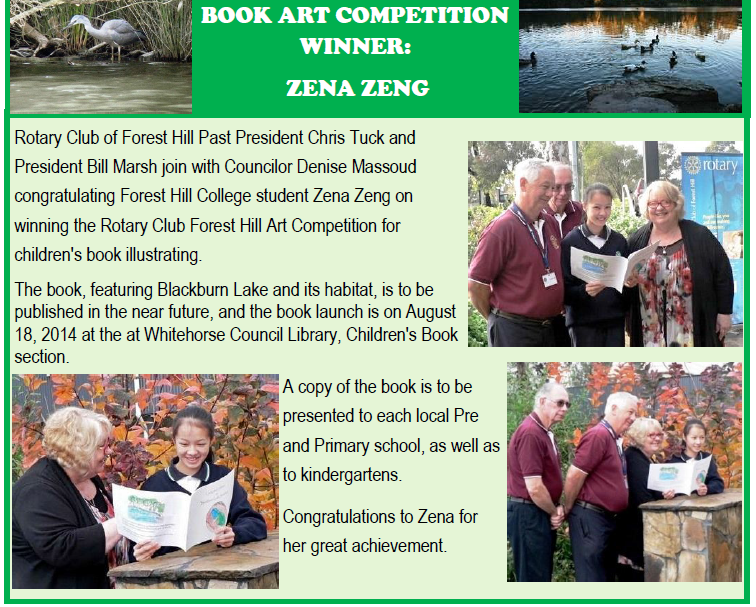 BOOK ART COMPETITION
WINNER:
ZENA ZENG
Rotary Club of Forest Hill Past President Chris Tuck and
President Bill Marsh join with Councilor Denise Massoud
congratulating Forest Hill College student Zena Zeng on
winning the Rotary Club Forest Hill Art Competition for
children's book illustrating.
The book, featuring Blackburn Lake and its habitat, is to be
published in the near future, and the book launch is on August
18, 2014 at the at Whitehorse Council Library, Children's Book
section.
rotary
A copy of the book is to be
presented to each local Pre
and Primary school, as well as
to kindergartens.
Congratulations to Zena for
her great achievement.